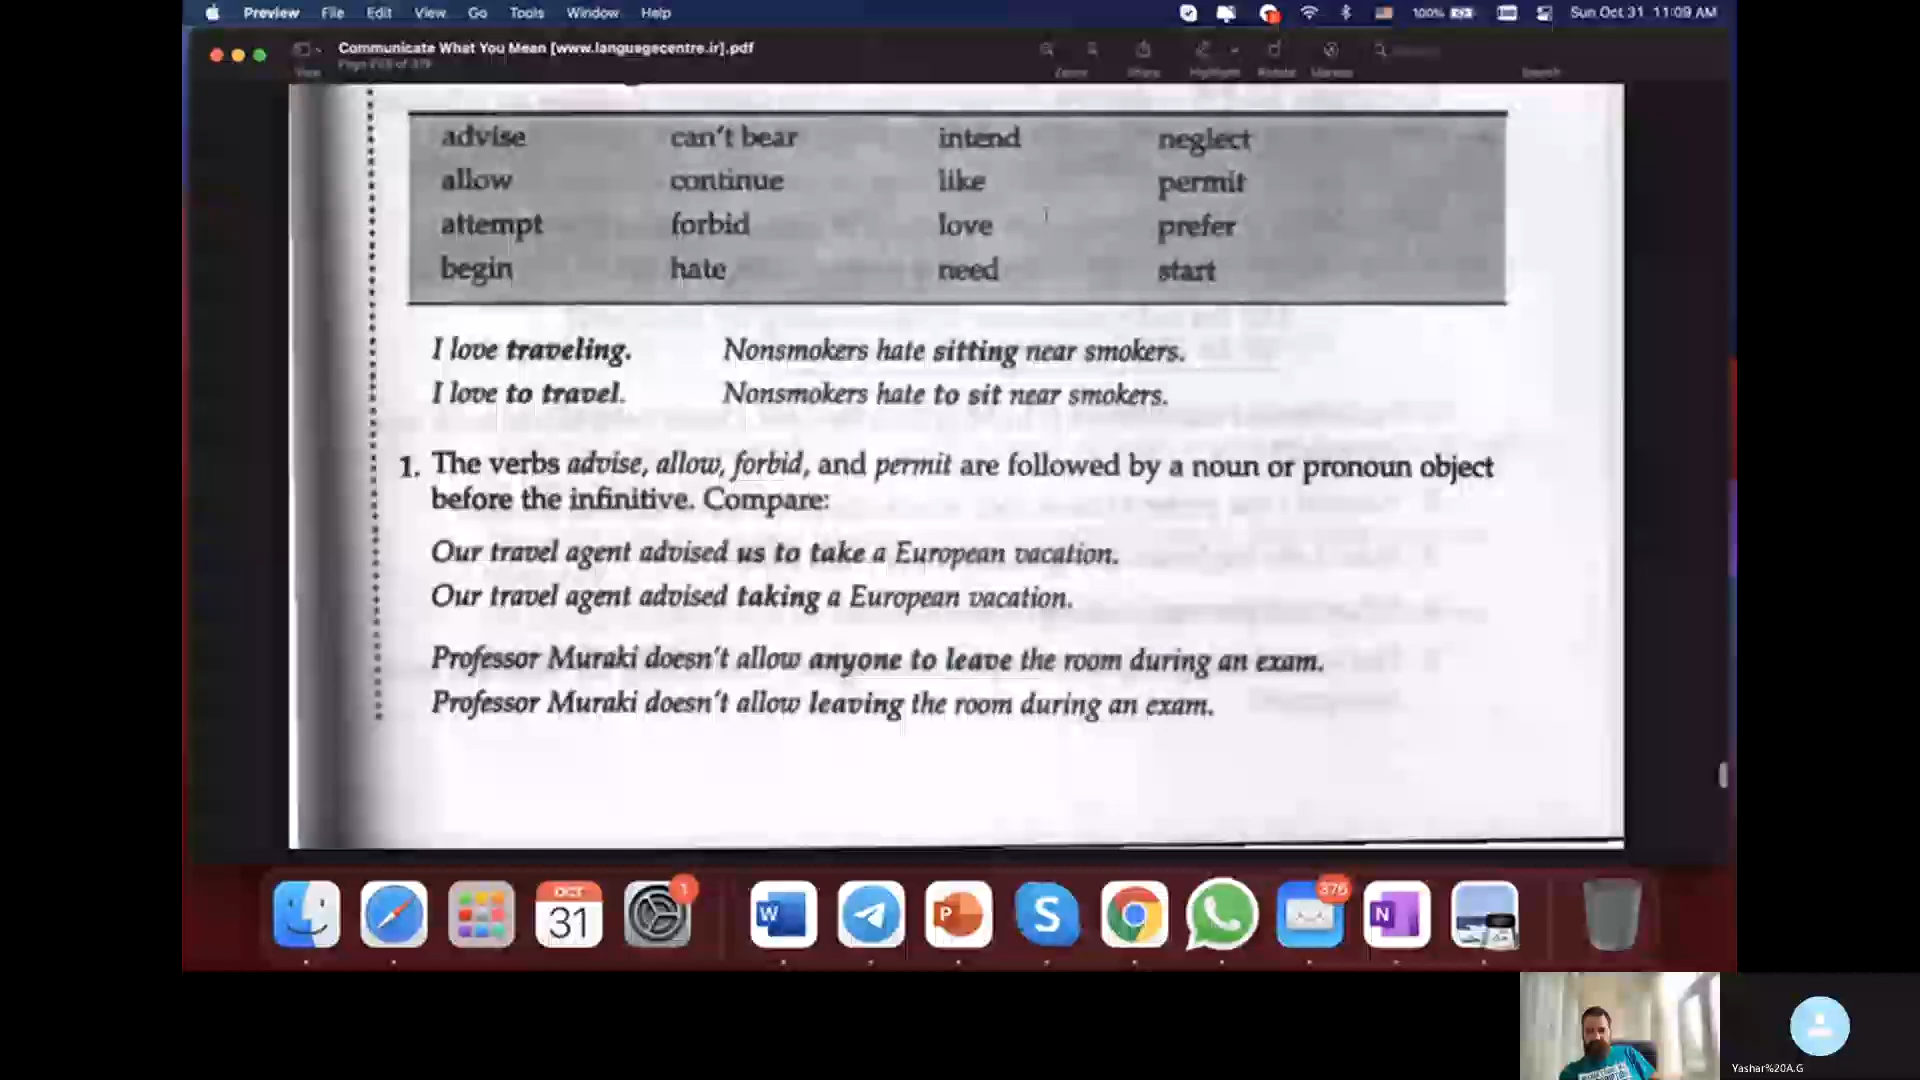 Preview File Edit View Go Tools Window Help 100% Sun Oct 31 11:09 AM
Communicate What You Mean [www.languagecentre.ir].pdf
advise can't bear intend neglect
allow continue like permit
attempt forbid love prefer
begin hate need start
I love traveling. Nonsmokers hate sitting near smokers.
I love to travel. Nonsmokers hate to sit near smokers.
1. The verbs advise, allow, forbid, and permit are followed by a noun or pronoun object
before the infinitive. Compare:
Our travel agent advised us to take a European vacation.
Our travel agent advised taking a European vacation.
Professor Muraki doesn't allow anyone to leave the room during an exam.
Professor Muraki doesn't allow leaving the room during an exam.
OCT 1 376
31 W P S N
Yashar%20A.G